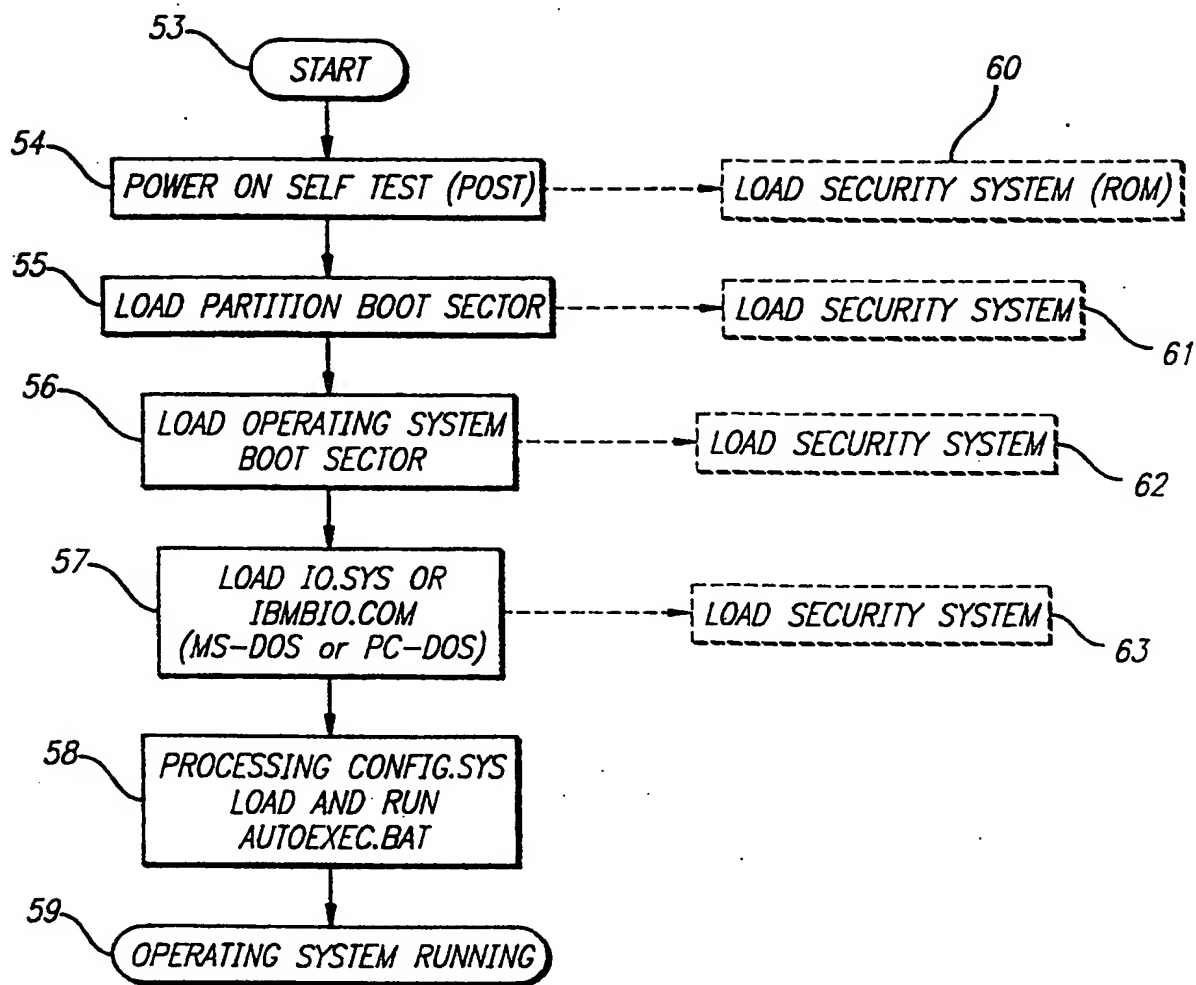 53
START
60
54
POWER ON SELF TEST (POST)
LOAD SECURITY SYSTEM (ROM)
55
LOAD PARTITION BOOT SECTOR
LOAD SECURITY SYSTEM
61
56
LOAD OPERATING SYSTEM
BOOT SECTOR
LOAD SECURITY SYSTEM
62
57
LOAD IO.SYS OR
IBMBIO.COM
(MS-DOS or PC-DOS)
LOAD SECURITY SYSTEM
63
58
PROCESSING CONFIG.SYS
LOAD AND RUN
AUTOEXEC.BAT
59
OPERATING SYSTEM RUNNING